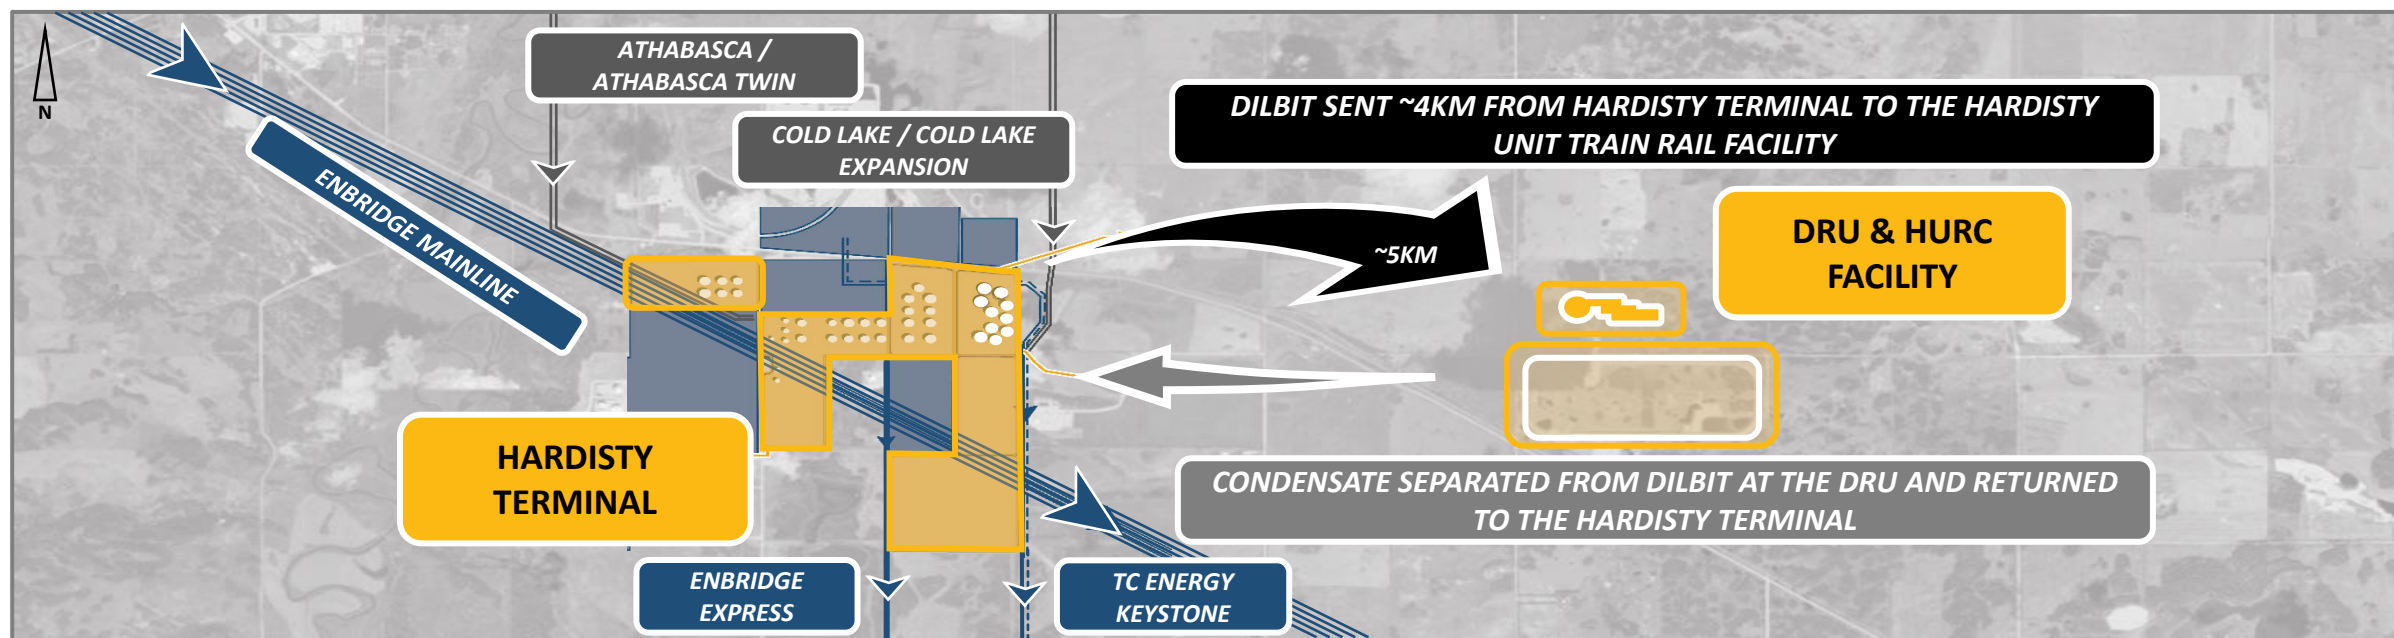 N
ATHABASCA /
ATHABASCA TWIN
COLD LAKE / COLD LAKE
EXPANSION
ENBRIDGE MAINLINE
DILBIT SENT ~4KM FROM HARDISTY TERMINAL TO THE HARDISTY
UNIT TRAIN RAIL FACILITY
~5KM
DRU & HURC
FACILITY
HARDISTY
TERMINAL
CONDENSATE SEPARATED FROM DILBIT AT THE DRU AND RETURNED
TO THE HARDISTY TERMINAL
ENBRIDGE
EXPRESS
TC ENERGY
KEYSTONE